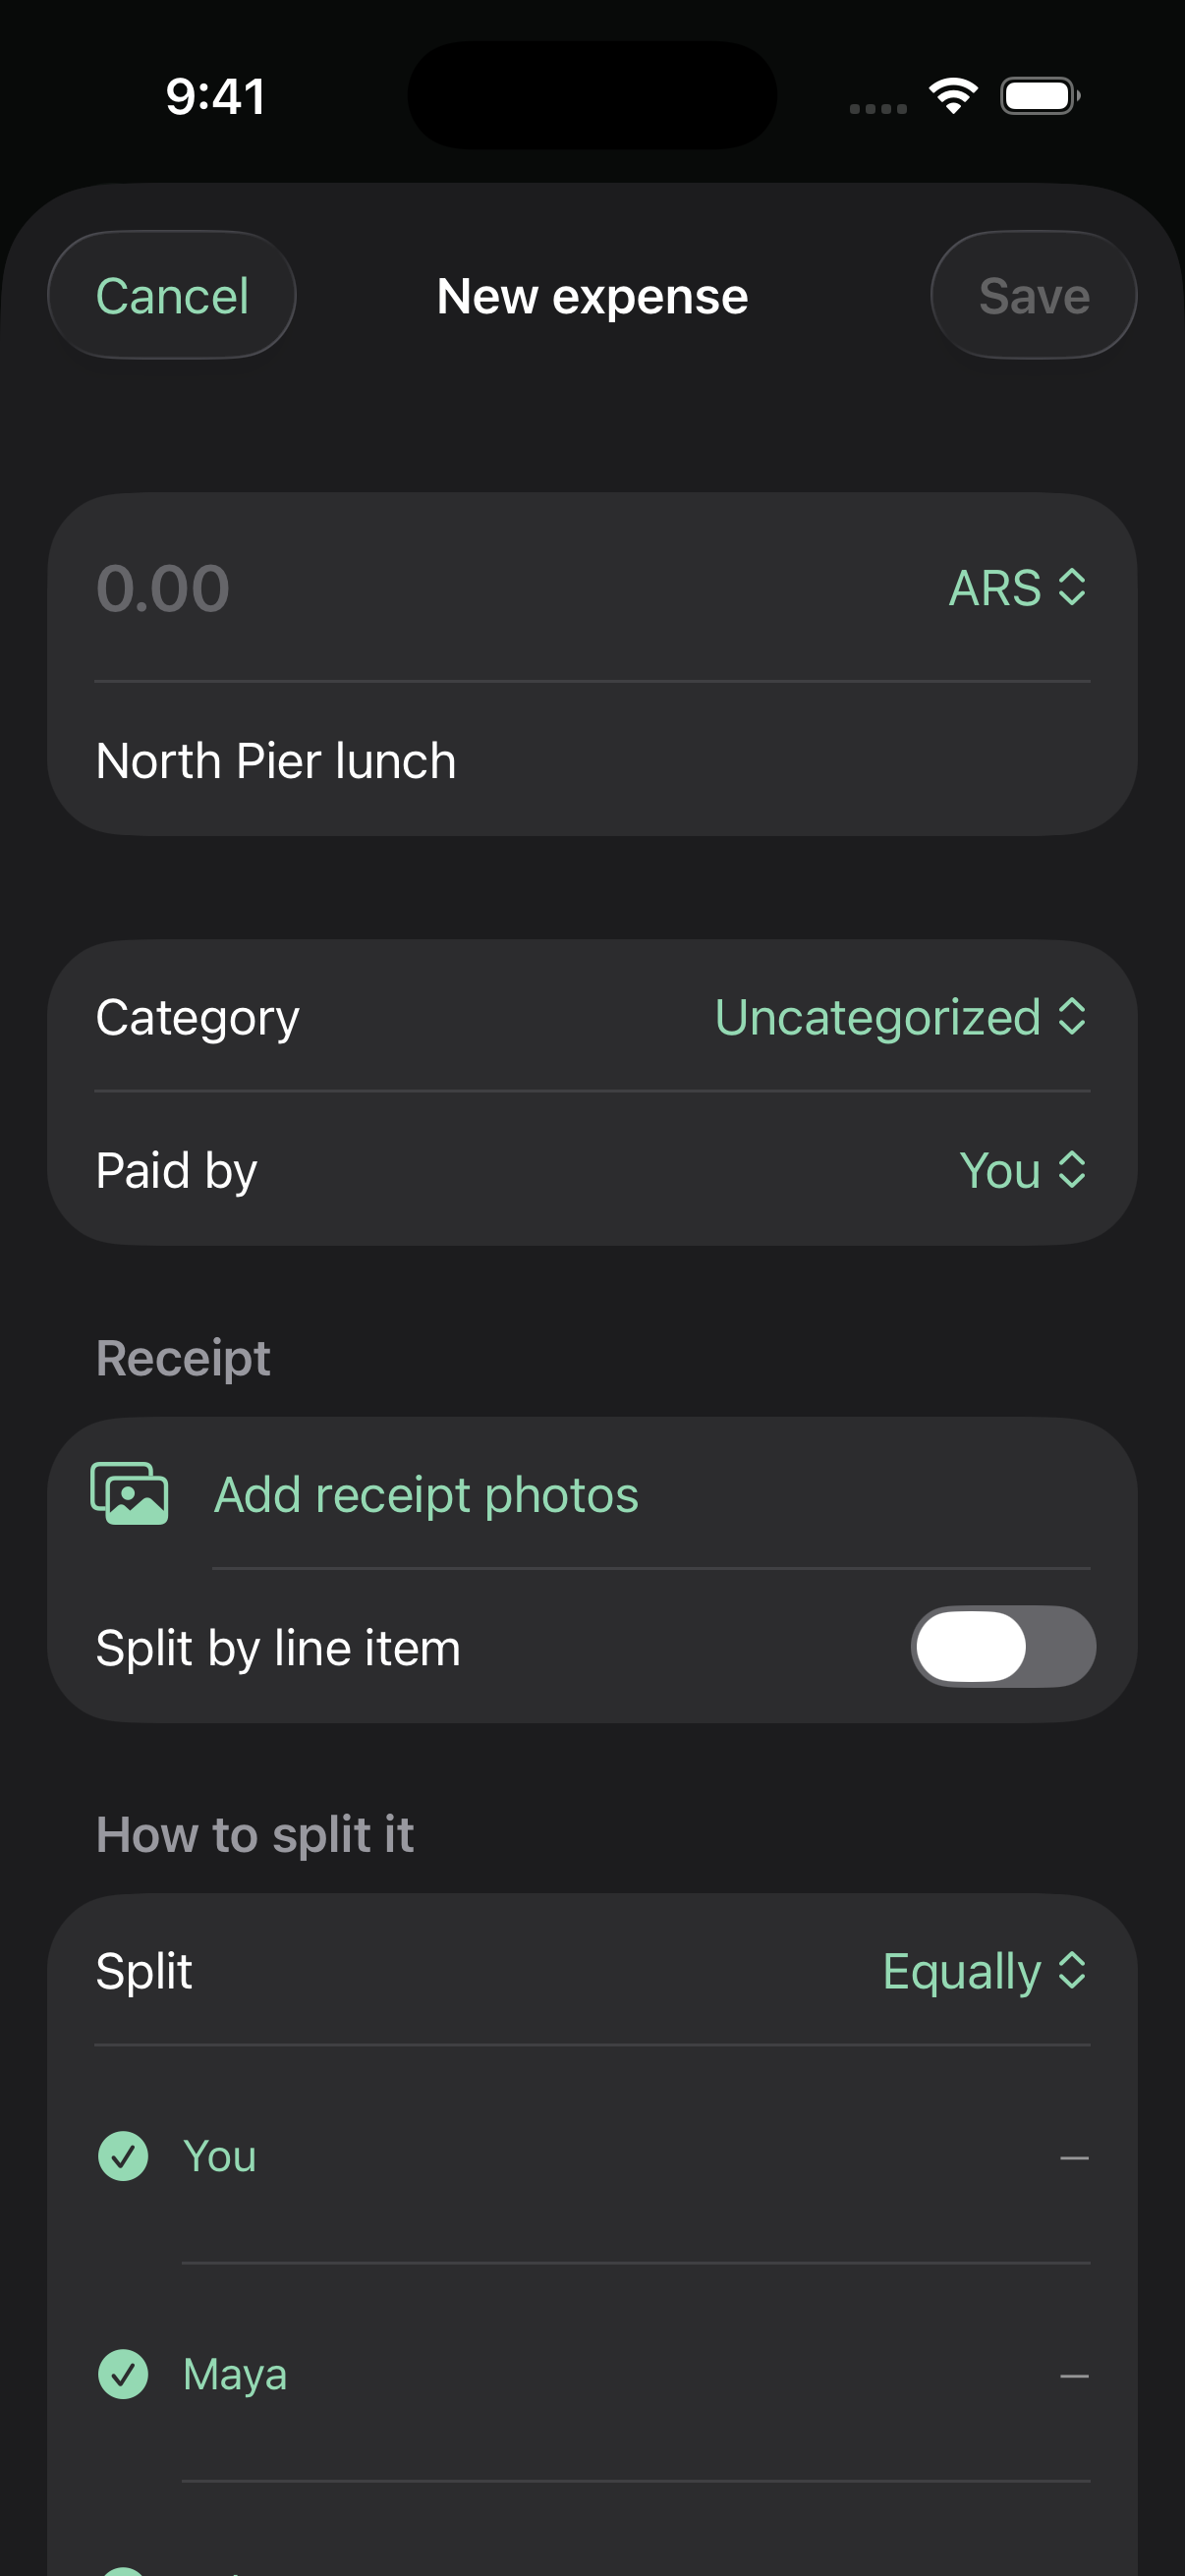 9:41
Cancel
New expense
Save
0.00
ARS
North Pier lunch
Category
Uncategorized
Paid by
You
Receipt
Add receipt photos
Split by line item
How to split it
Split
Equally
You
–
Maya
–